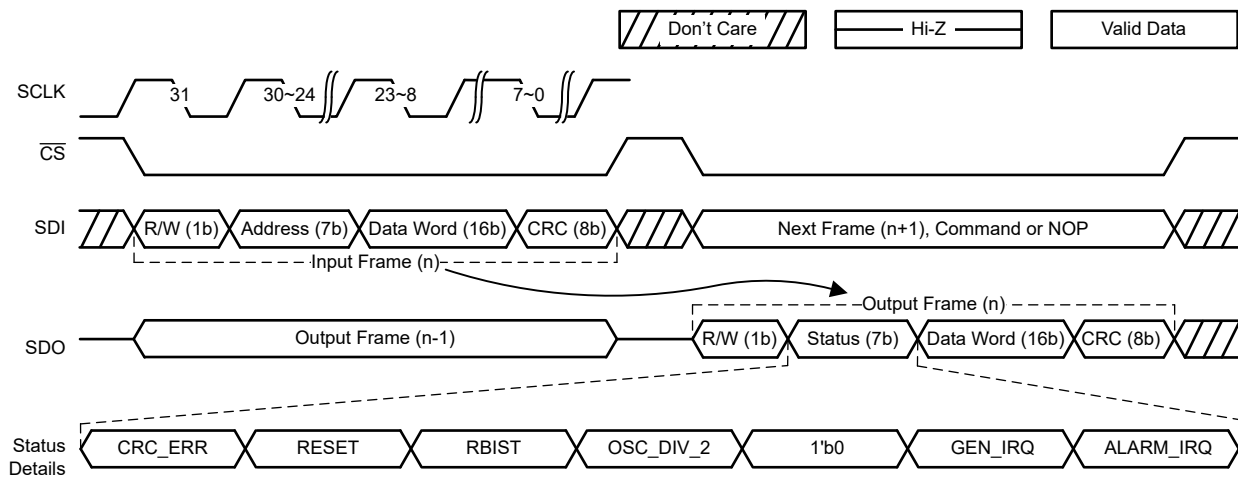 Don't Care Hi-Z Valid Data
SCLK 31 30~24 23~8 7~0
CS
SDI R/W (1b) Address (7b) Data Word (16b) CRC (8b) Next Frame (n+1), Command or NOP
Input Frame (n)
Output Frame (n)
SDO Output Frame (n-1) R/W (1b) Status (7b) Data Word (16b) CRC (8b)
Status Details CRC_ERR RESET RBIST OSC_DIV_2 1'b0 GEN_IRQ ALARM_IRQ